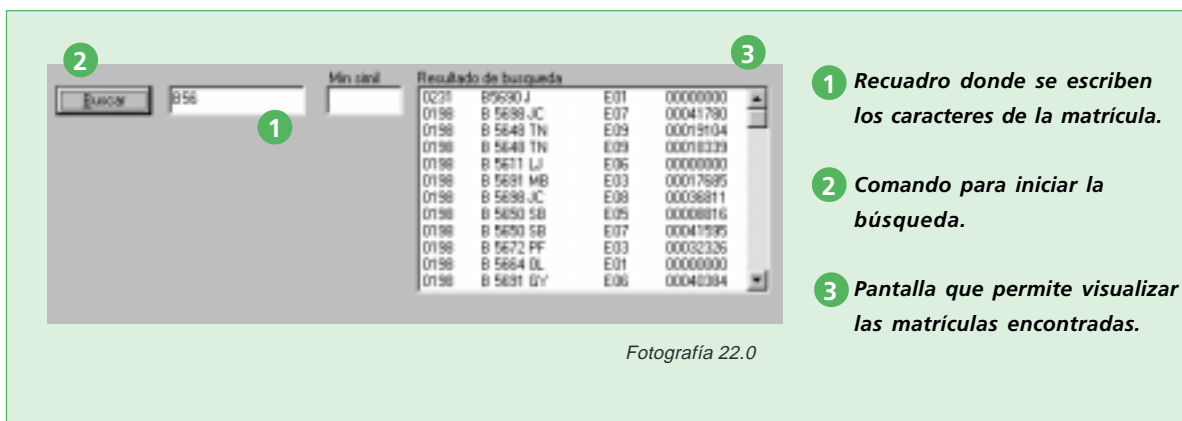 2
3
Min simil
Resultado de busqueda
Buscar
B56
1
0231 B5690 J E01 00000000
0198 B 5698 JC E07 00041780
0198 B 5648 TN E09 00019104
0198 B 5648 TN E09 00018339
0198 B 5611 LJ E06 00000000
0198 B 5691 MB E03 00017685
0198 B 5698 JC E08 00036811
0198 B 5650 SB E05 00008816
0198 B 5650 SB E07 00041595
0198 B 5672 PF E03 00032326
0198 B 5664 E01 00000000
0198 B 5691 GY E06 00040384
Fotografía 22.0
1 Recuadro donde se escriben
los caracteres de la matrícula.
2 Comando para iniciar la
búsqueda.
3 Pantalla que permite visualizar
las matrículas encontradas.